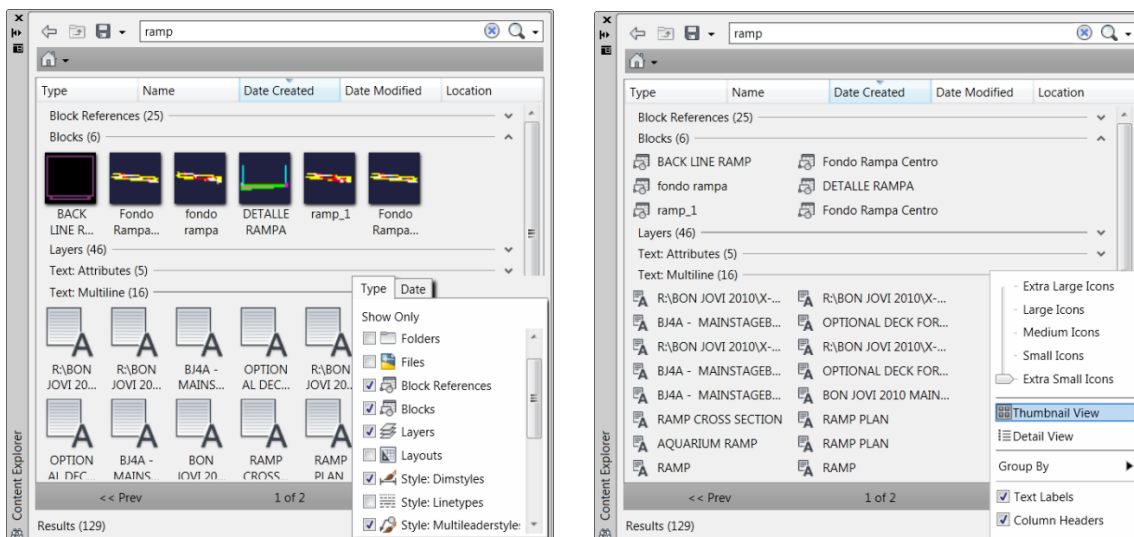 ramp
Type Name Date Created Date Modified Location
Block References (25)
Blocks (6)
BACK LINE R... Fondo Rampa... fondo rampa DETALLE RAMPA ramp_1 Fondo Rampa...
Layers (46)
Text: Attributes (5)
Text: Multiline (16)
R:\BON JOVI 20... R:\BON JOVI 20... BJ4A - MAINS... OPTION AL DEC... R:\BON JOVI 20..
OPTION AL DEC... BJ4A - MAINS... BON JOVI 20... RAMP CROSS... RAMP PLAN
<< Prev 1 of 2
Results (129)
Content Explorer
Type Date
Show Only
Folders
Files
Block References
Blocks
Layers
Layouts
Style: Dimstyles
Style: Linetypes
Style: Multileaderstyle:
ramp
Type Name Date Created Date Modified Location
Block References (25)
Blocks (6)
BACK LINE RAMP Fondo Rampa Centro
fondo rampa DETALLE RAMPA
ramp_1 Fondo Rampa Centro
Layers (46)
Text: Attributes (5)
Text: Multiline (16)
R:\BON JOVI 2010\X-... R:\BON JOVI 2010\X-...
BJ4A - MAINSTAGEB... OPTIONAL DECK FOR...
R:\BON JOVI 2010\X-... R:\BON JOVI 2010\X-...
BJ4A - MAINSTAGEB... OPTIONAL DECK FOR...
BJ4A - MAINSTAGEB... BON JOVI 2010 MAIN...
RAMP CROSS SECTION RAMP PLAN
AQUARIUM RAMP RAMP PLAN
RAMP RAMP
<< Prev 1 of 2
Results (129)
Content Explorer
Extra Large Icons
Large Icons
Medium Icons
Small Icons
Extra Small Icons
Thumbnail View
Detail View
Group By
Text Labels
Column Headers